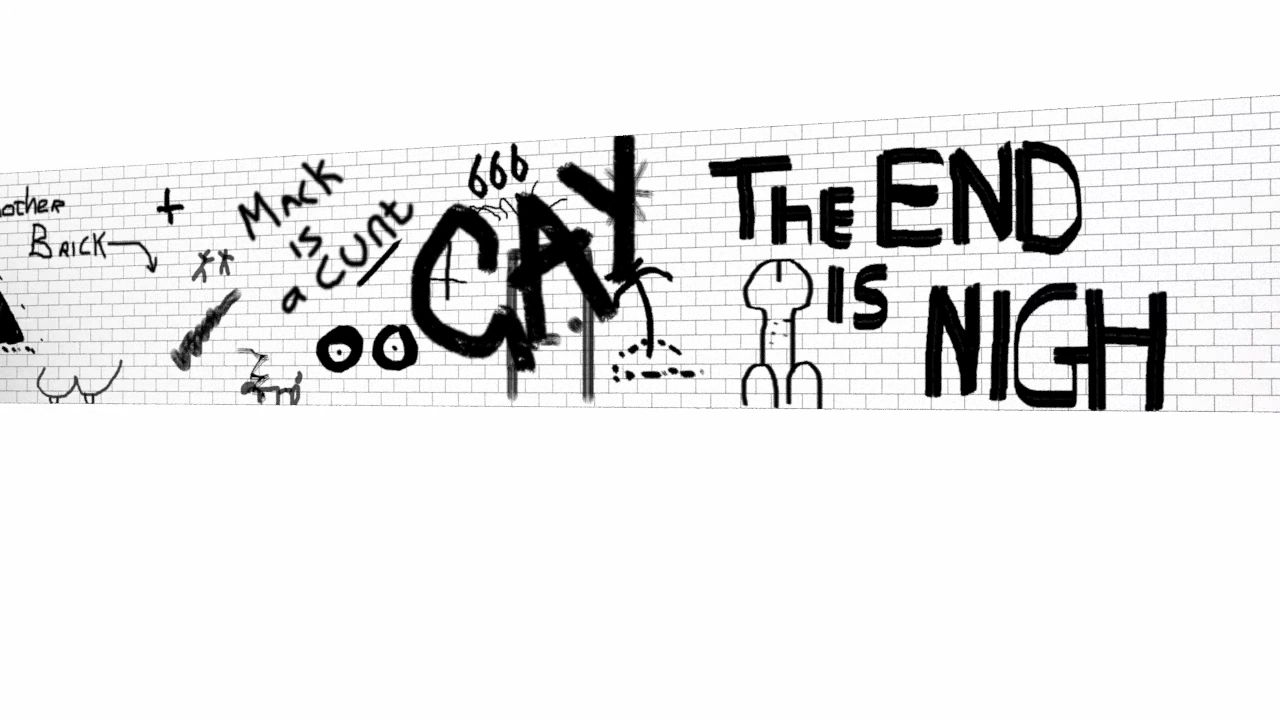 other
BRICK
MACK
is
a CUNT
666
GAY
THE END
IS
NIGH